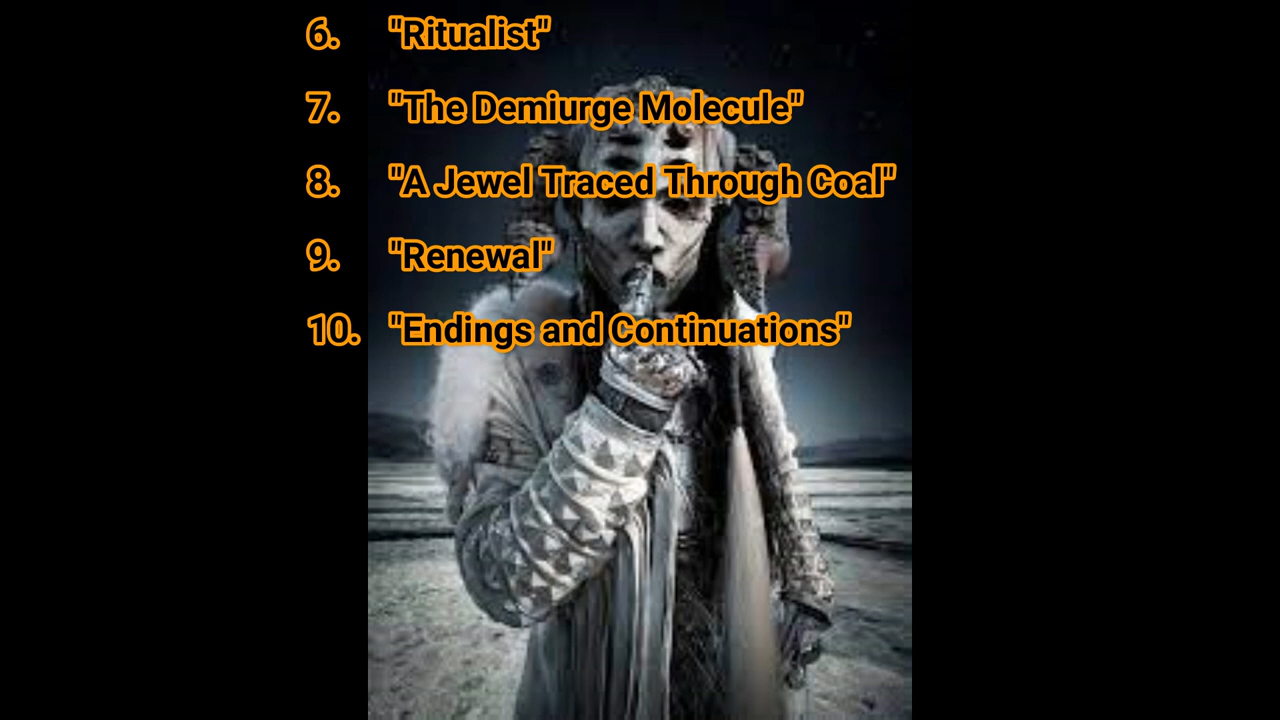 6. "Ritualist"
7. "The Demiurge Molecule"
8. "A Jewel Traced Through Coal"
9. "Renewal"
10. "Endings and Continuations"